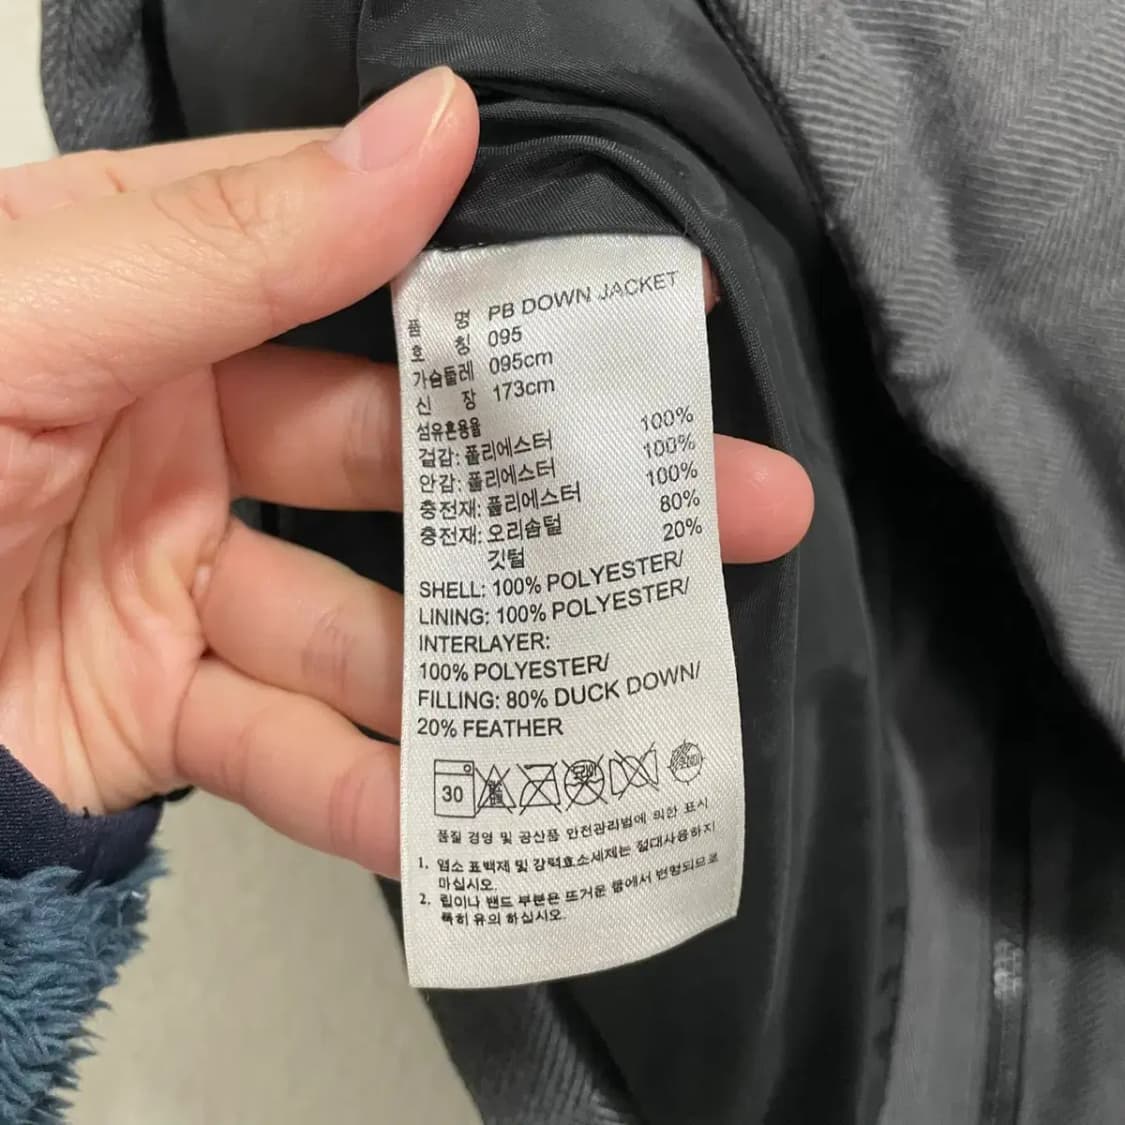 품 명 PB DOWN JACKET
호 칭 095
가슴둘레 095cm
신 장 173cm
섬유혼용율
겉감: 폴리에스터 100%
안감: 폴리에스터 100%
충전재: 폴리에스터 100%
충전재: 오리솜털 80%
깃털 20%
SHELL: 100% POLYESTER/
LINING: 100% POLYESTER/
INTERLAYER:
100% POLYESTER/
FILLING: 80% DUCK DOWN/
20% FEATHER
30
품질 경영 및 공산품 안전관리법에 의한 표시
1. 염소 표백제 및 강력효소세제는 절대사용하지
마십시오.
2. 립이나 밴드 부분은 뜨거운 물에서 변형되므로
특히 유의 하십시오.